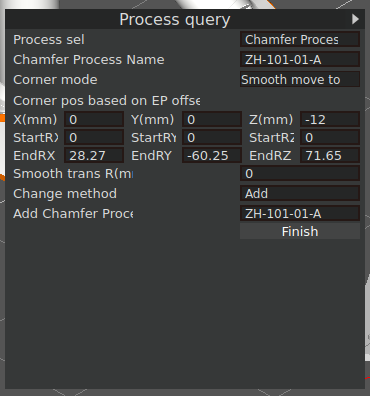 Process query
Process sel Chamfer Proces
Chamfer Process Name ZH-101-01-A
Corner mode Smooth move to
Corner pos based on EP offse
X(mm) 0 Y(mm) 0 Z(mm) -12
StartRX 0 StartRY 0 StartRZ 0
EndRX 28.27 EndRY -60.25 EndRZ 71.65
Smooth trans R(m 0
Change method Add
Add Chamfer Proce ZH-101-01-A
Finish